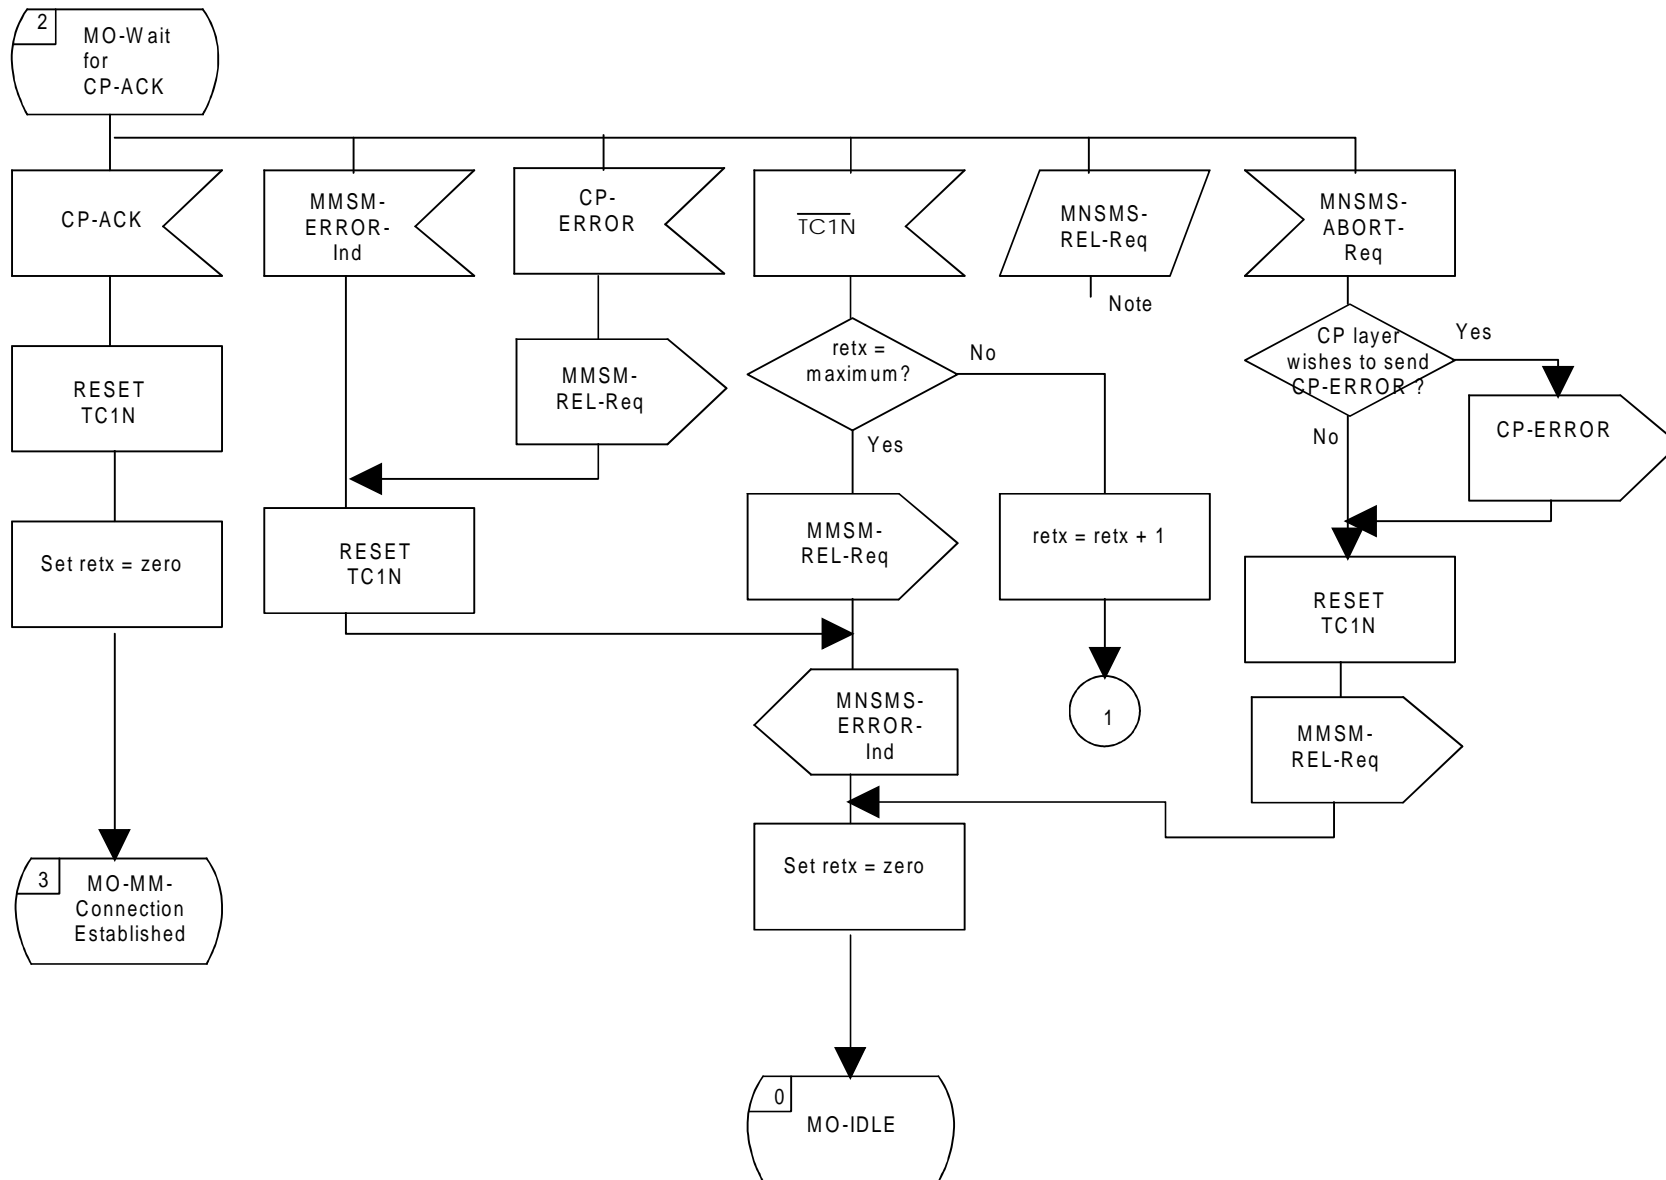 2
MO-Wait
for
CP-ACK
CP-ACK
MMSM-
ERROR-
Ind
CP-
ERROR
TC1N
MNSMS-
REL-Req
Note
MNSMS-
ABORT-
Req
RESET
TC1N
MMSM-
REL-Req
retx =
maximum?
No
Yes
CP layer
wishes to send
CP-ERROR ?
Yes
No
CP-ERROR
Set retx = zero
RESET
TC1N
MMSM-
REL-Req
retx = retx + 1
RESET
TC1N
MNSMS-
ERROR-
Ind
1
MMSM-
REL-Req
3
MO-MM-
Connection
Established
Set retx = zero
0
MO-IDLE